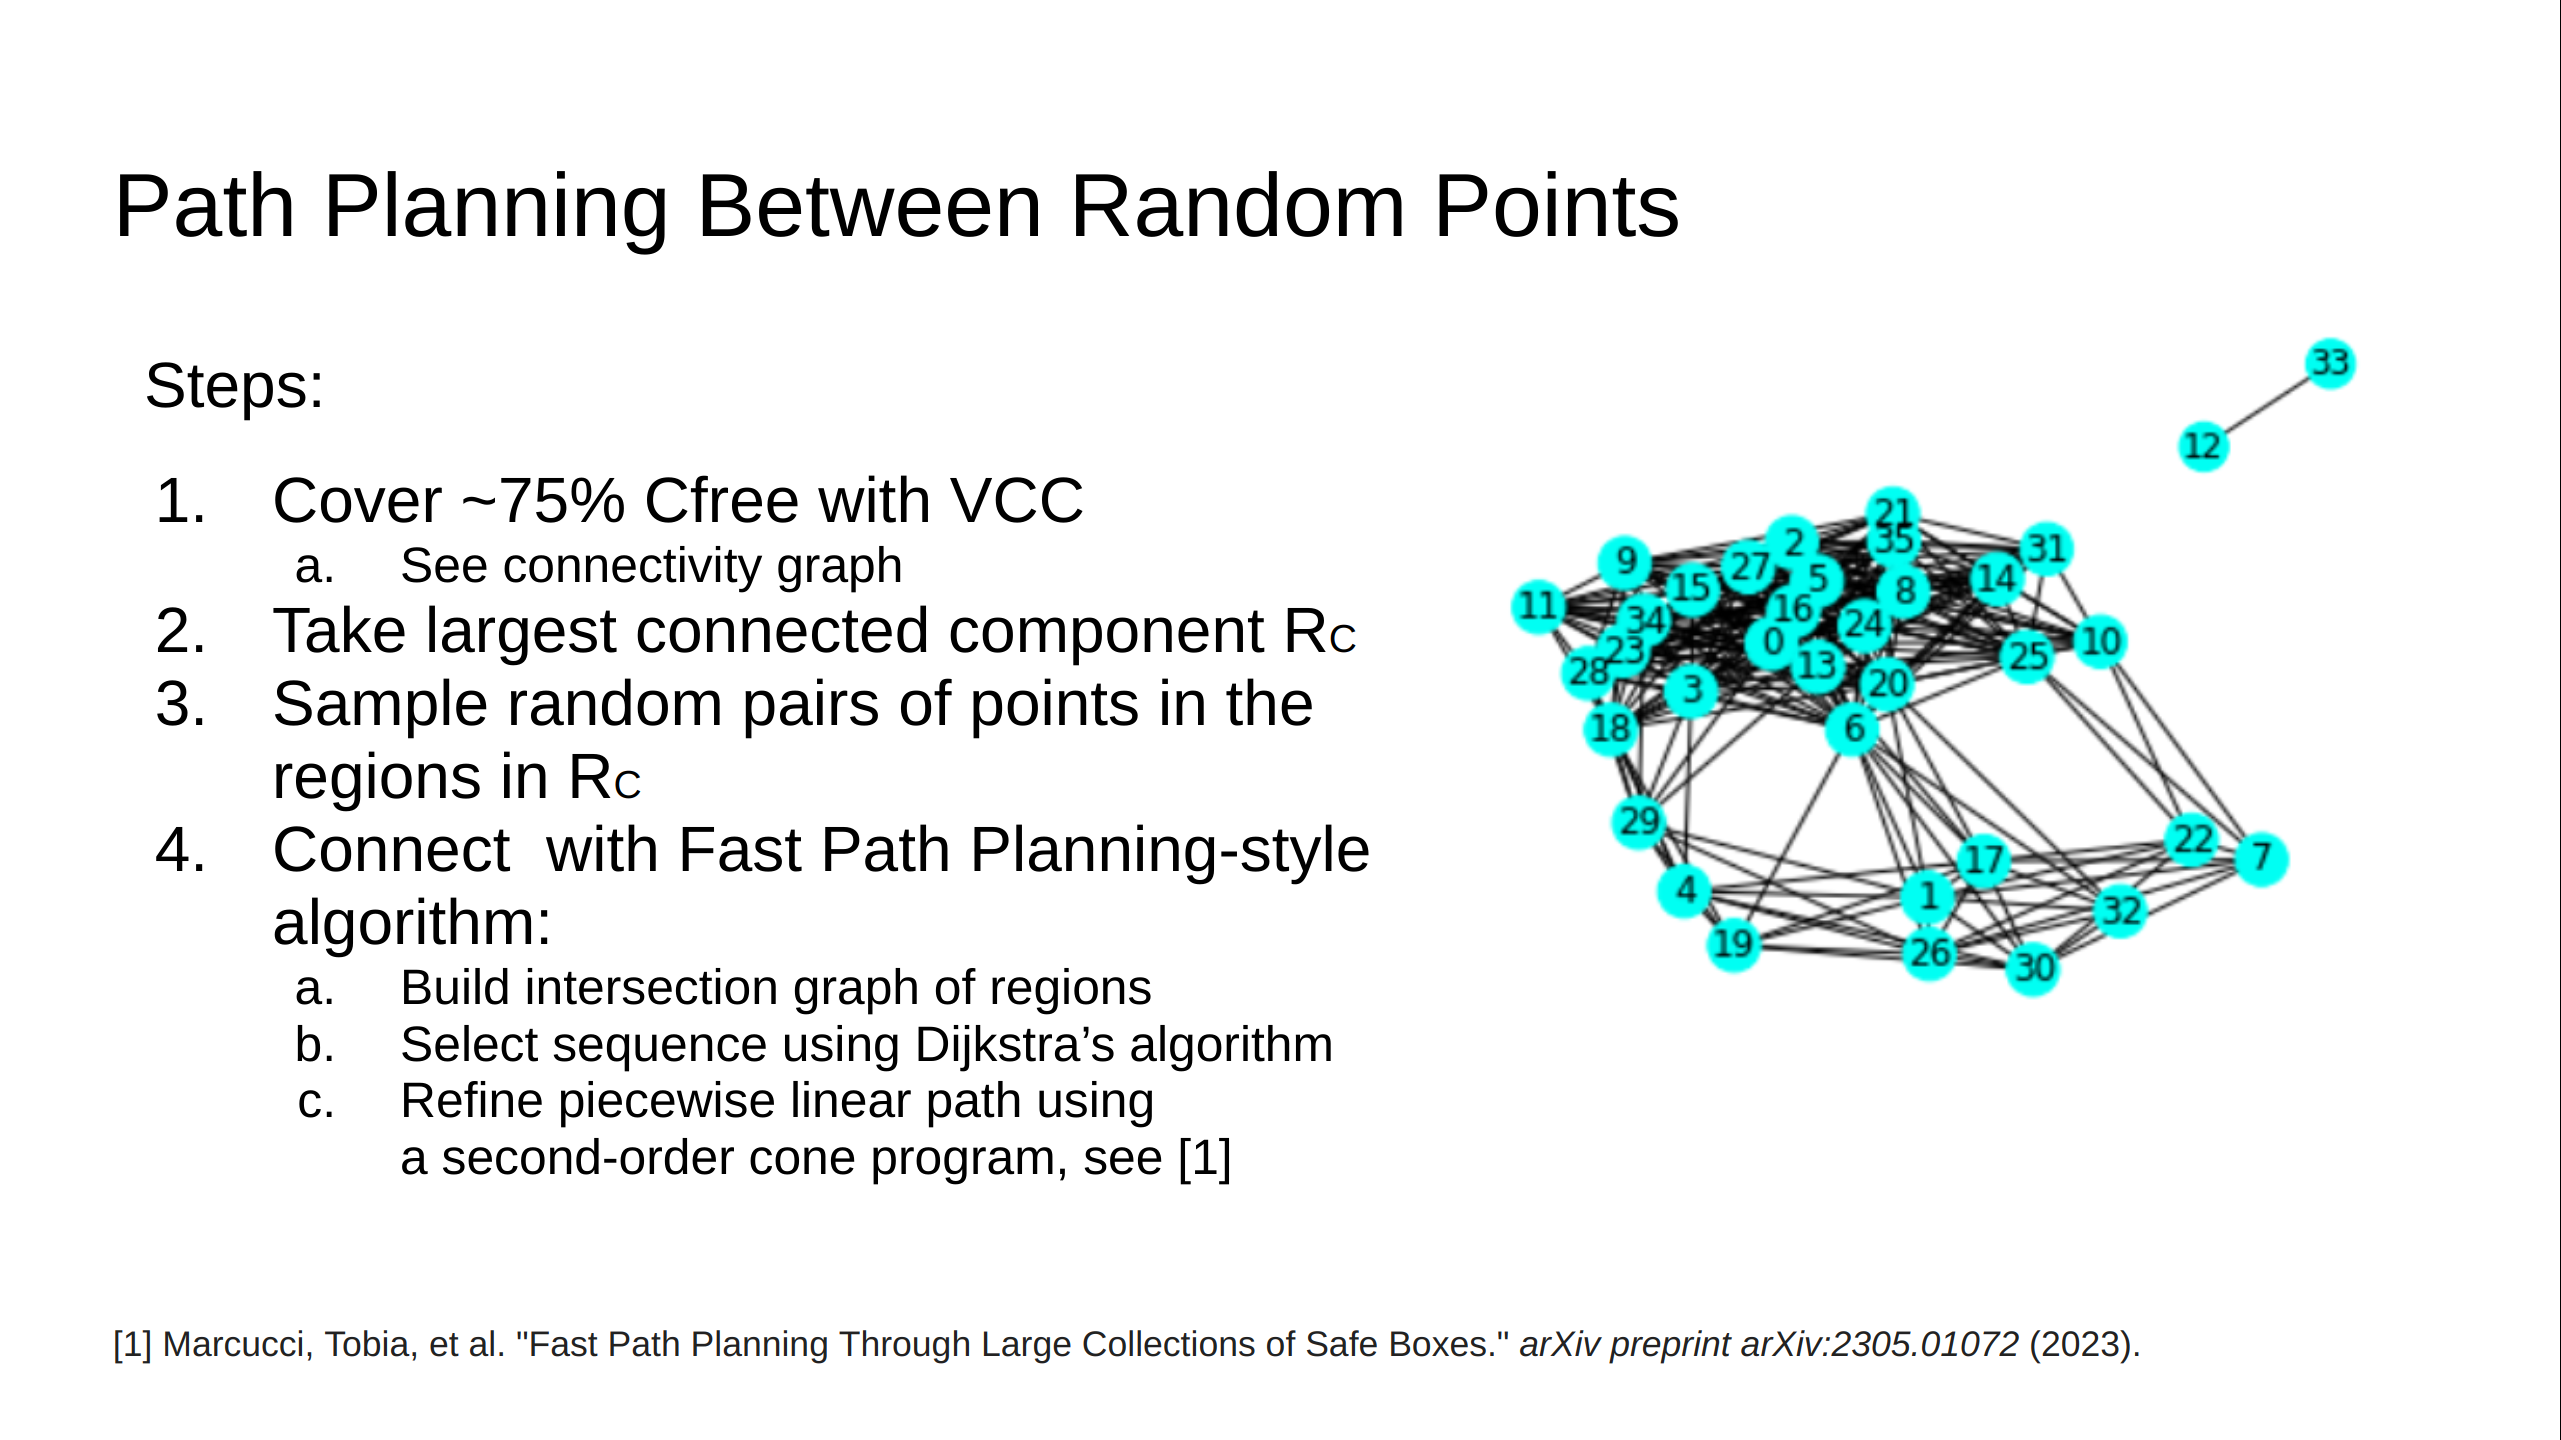 Path Planning Between Random Points
Steps:
1. Cover ~75% Cfree with VCC
a. See connectivity graph
2. Take largest connected component RC
3. Sample random pairs of points in the
regions in RC
4. Connect  with Fast Path Planning-style
algorithm:
a. Build intersection graph of regions
b. Select sequence using Dijkstra’s algorithm
c. Refine piecewise linear path using
a second-order cone program, see [1]
33
12
21
2
35
31
9
27
5
14
15
8
11
16
34
24
0
10
23
25
13
28
20
3
18
6
29
22
7
17
4
1
32
19
26
30
[1] Marcucci, Tobia, et al. "Fast Path Planning Through Large Collections of Safe Boxes." arXiv preprint arXiv:2305.01072 (2023).